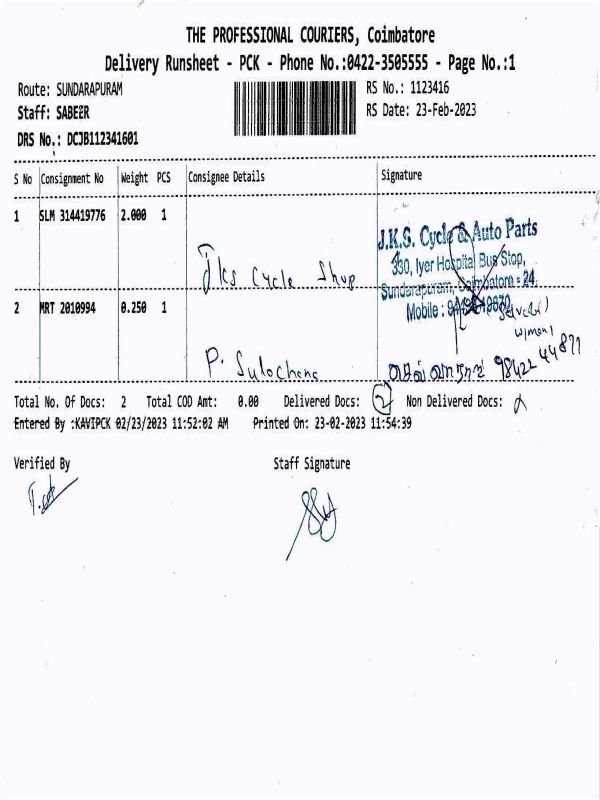 THE PROFESSIONAL COURIERS, Coimbatore
Delivery Runsheet - PCK - Phone No.:0422-3505555 - Page No.:1
Route: SUNDARAPURAM RS No.: 1123416
Staff: SABEER RS Date: 23-Feb-2023
DRS No.: DCJB112341601
S No Consignment No Weight PCS Consignee Details Signature
1 SLM 314419776 2.000 1
J.K.S. Cycle & Auto Parts
330, Iyer Hospital Bus Stop,
Jks Cycle Shop
Sundarapuram, Coimbatore - 24.
2 MRT 2010994 0.250 1 Mobile :
P. Sulochana 98422 44871
Total No. Of Docs: 2 Total COD Amt: 0.00 Delivered Docs: 2 Non Delivered Docs:
Entered By :KAVIPCK 02/23/2023 11:52:02 AM Printed On: 23-02-2023 11:54:39
Verified By Staff Signature